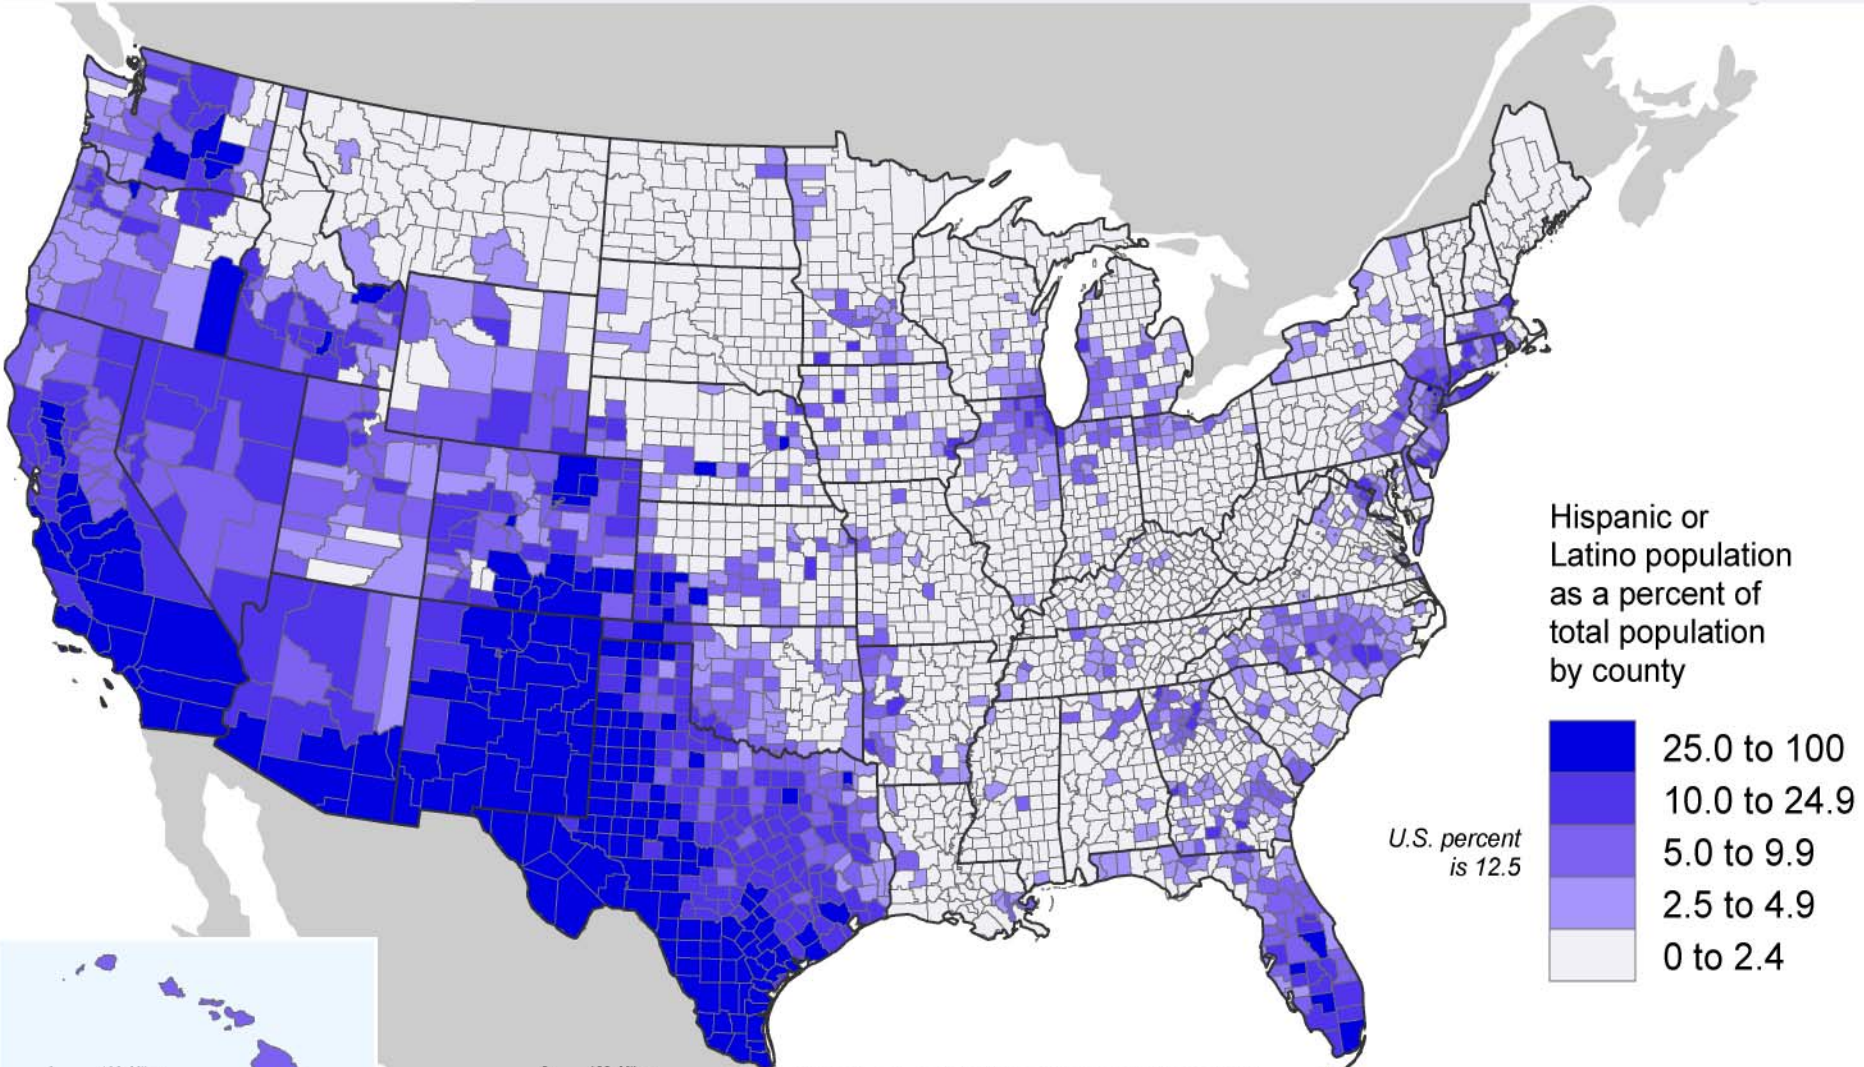 Hispanic or
Latino population
as a percent of
total population
by county
25.0 to 100
10.0 to 24.9
5.0 to 9.9
2.5 to 4.9
0 to 2.4
U.S. percent
is 12.5